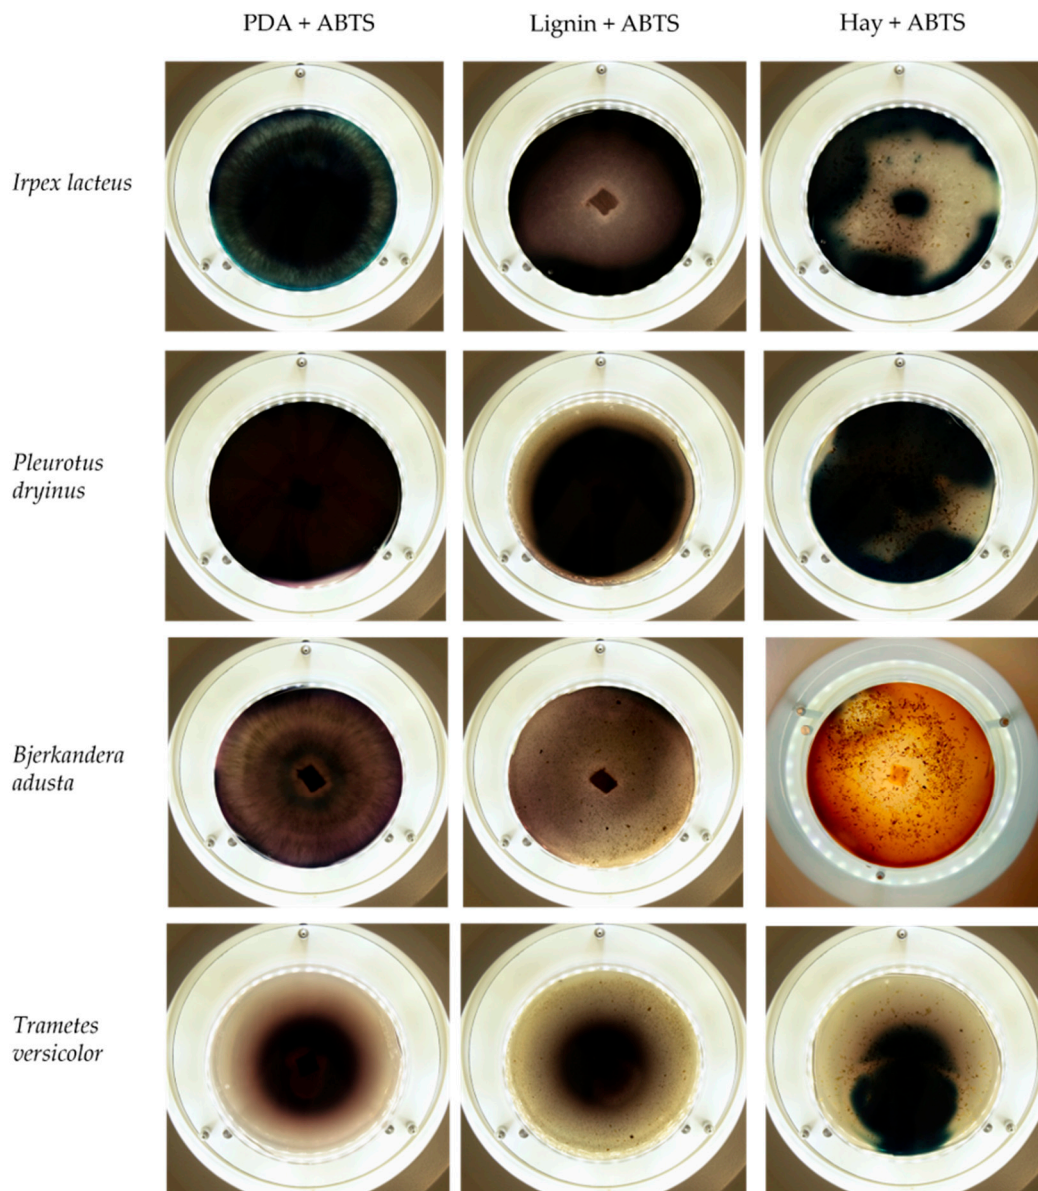 PDA + ABTS
Lignin + ABTS
Hay + ABTS
Irpex lacteus
Pleurotus
dryinus
Bjerkandera
adusta
Trametes
versicolor